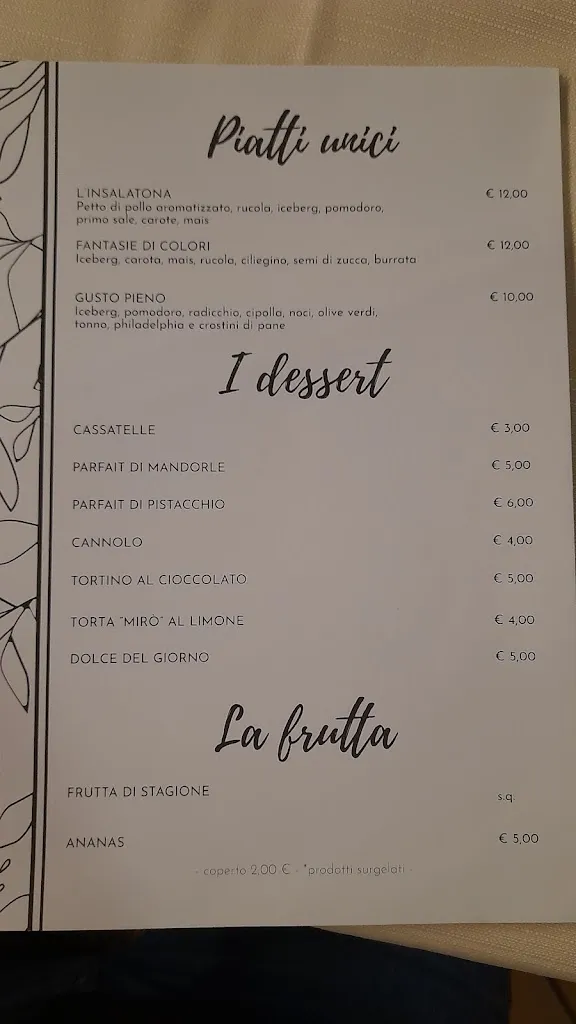 Piatti unici
L'INSALATONA € 12,00
Petto di pollo aromatizzato, rucola, iceberg, pomodoro,
primo sale, carote, mais
FANTASIE DI COLORI € 12,00
Iceberg, carota, mais, rucola, ciliegino, semi di zucca, burrata
GUSTO PIENO € 10,00
Iceberg, pomodoro, radicchio, cipolla, noci, olive verdi,
tonno, philadelphia e crostini di pane
I dessert
CASSATELLE € 3,00
PARFAIT DI MANDORLE € 5,00
PARFAIT DI PISTACCHIO € 6,00
CANNOLO € 4,00
TORTINO AL CIOCCOLATO € 5,00
TORTA "MIRÒ" AL LIMONE € 4,00
DOLCE DEL GIORNO € 5,00
La frutta
FRUTTA DI STAGIONE s.q.
ANANAS € 5,00
- coperto 2,00 € - *prodotti surgelati -